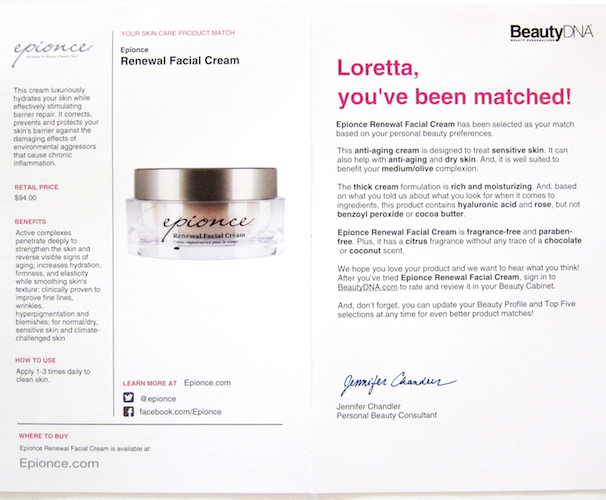 epionce
YOUR SKIN CARE PRODUCT MATCH
Epionce
Renewal Facial Cream
This cream luxuriously
hydrates your skin while
effectively stimulating
barrier repair. It corrects,
prevents and protects your
skin's barrier against the
damaging effects of
environmental aggressors
that cause chronic
inflammation.
RETAIL PRICE
$94.00
BENEFITS
Active complexes
penetrate deeply to
strengthen the skin and
reverse visible signs of
aging; increases hydration,
firmness, and elasticity
while smoothing skin's
texture; clinically proven to
improve fine lines,
wrinkles,
hyperpigmentation and
blemishes; for normal/dry,
sensitive skin and climate-
challenged skin
HOW TO USE
Apply 1-3 times daily to
clean skin.
epionce
Renewal Facial Cream
LEARN MORE AT Epionce.com
@epionce
facebook.com/Epionce
WHERE TO BUY
Epionce Renewal Facial Cream is available at:
Epionce.com
BeautyDNA
BEAUTY PERSONALIZED
Loretta,
you've been matched!
Epionce Renewal Facial Cream has been selected as your match
based on your personal beauty preferences.
This anti-aging cream is designed to treat sensitive skin. It can
also help with anti-aging and dry skin. And, it is well suited to
benefit your medium/olive complexion.
The thick cream formulation is rich and moisturizing. And, based
on what you told us about what you look for when it comes to
ingredients, this product contains hyaluronic acid and rose, but not
benzoyl peroxide or cocoa butter.
Epionce Renewal Facial Cream is fragrance-free and paraben-
free. Plus, it has a citrus fragrance without any trace of a chocolate
or coconut scent.
We hope you love your product and we want to hear what you think!
After you've tried Epionce Renewal Facial Cream, sign in to
BeautyDNA.com to rate and review it in your Beauty Cabinet.
And, don't forget, you can update your Beauty Profile and Top Five
selections at any time for even better product matches!
Jennifer Chandler
Jennifer Chandler
Personal Beauty Consultant